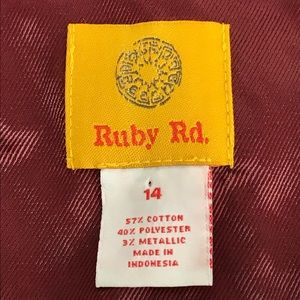 Ruby Rd.
14
57% COTTON
40% POLYESTER
3% METALLIC
MADE IN
INDONESIA